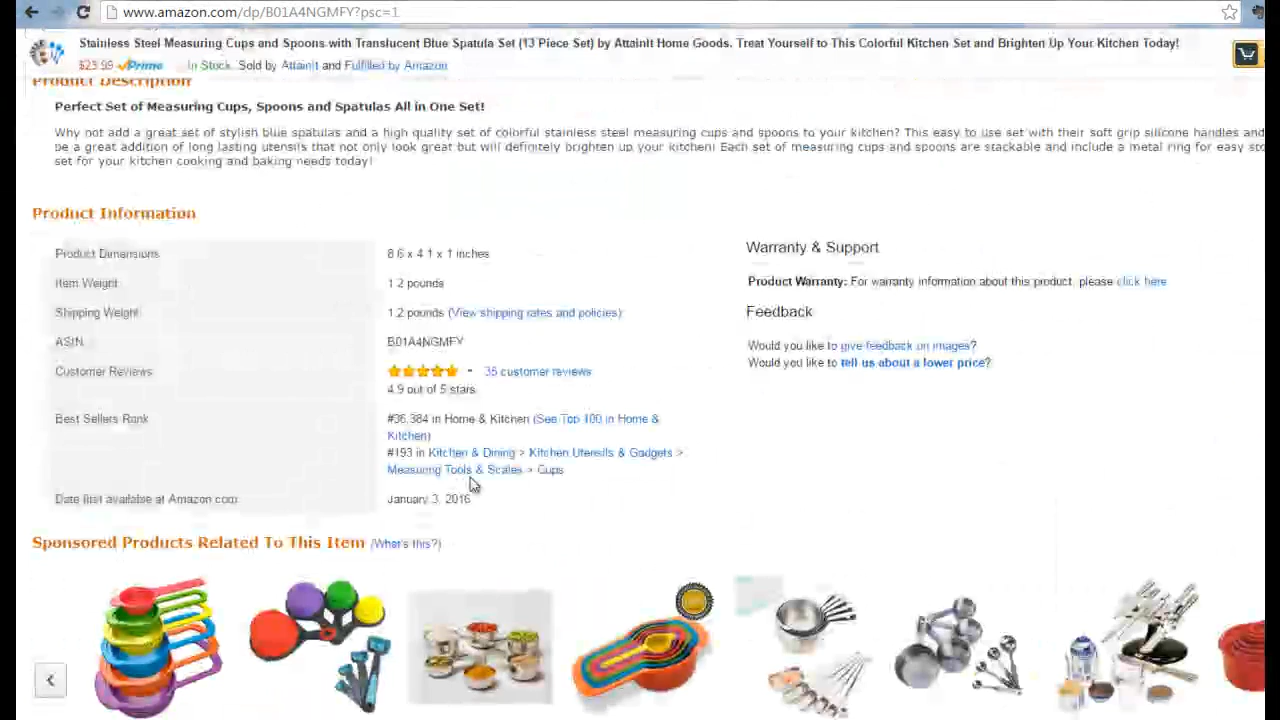 www.amazon.com/dp/B01A4NGMFY?psc=1
Stainless Steel Measuring Cups and Spoons with Translucent Blue Spatula Set (13 Piece Set) by AttainIt Home Goods. Treat Yourself to This Colorful Kitchen Set and Brighten Up Your Kitchen Today!
$23.99 Prime In Stock. Sold by AttainIt and Fulfilled by Amazon
Product Description
Perfect Set of Measuring Cups, Spoons and Spatulas All in One Set!
Why not add a great set of stylish blue spatulas and a high quality set of colorful stainless steel measuring cups and spoons to your kitchen? This easy to use set with their soft grip silicone handles and
be a great addition of long lasting utensils that not only look great but will definitely brighten up your kitchen! Each set of measuring cups and spoons are stackable and include a metal ring for easy
set for your kitchen cooking and baking needs today!
Product Information
Product Dimensions 8.6 x 4.1 x 1 inches
Item Weight 1.2 pounds
Shipping Weight 1.2 pounds (View shipping rates and policies)
ASIN B01A4NGMFY
Customer Reviews 35 customer reviews
4.9 out of 5 stars
Best Sellers Rank #36,384 in Home & Kitchen (See Top 100 in Home &
Kitchen)
#193 in Kitchen & Dining > Kitchen Utensils & Gadgets >
Measuring Tools & Scales > Cups
Date first available at Amazon.com January 3, 2016
Warranty & Support
Product Warranty: For warranty information about this product, please click here
Feedback
Would you like to give feedback on images?
Would you like to tell us about a lower price?
Sponsored Products Related To This Item (What's this?)